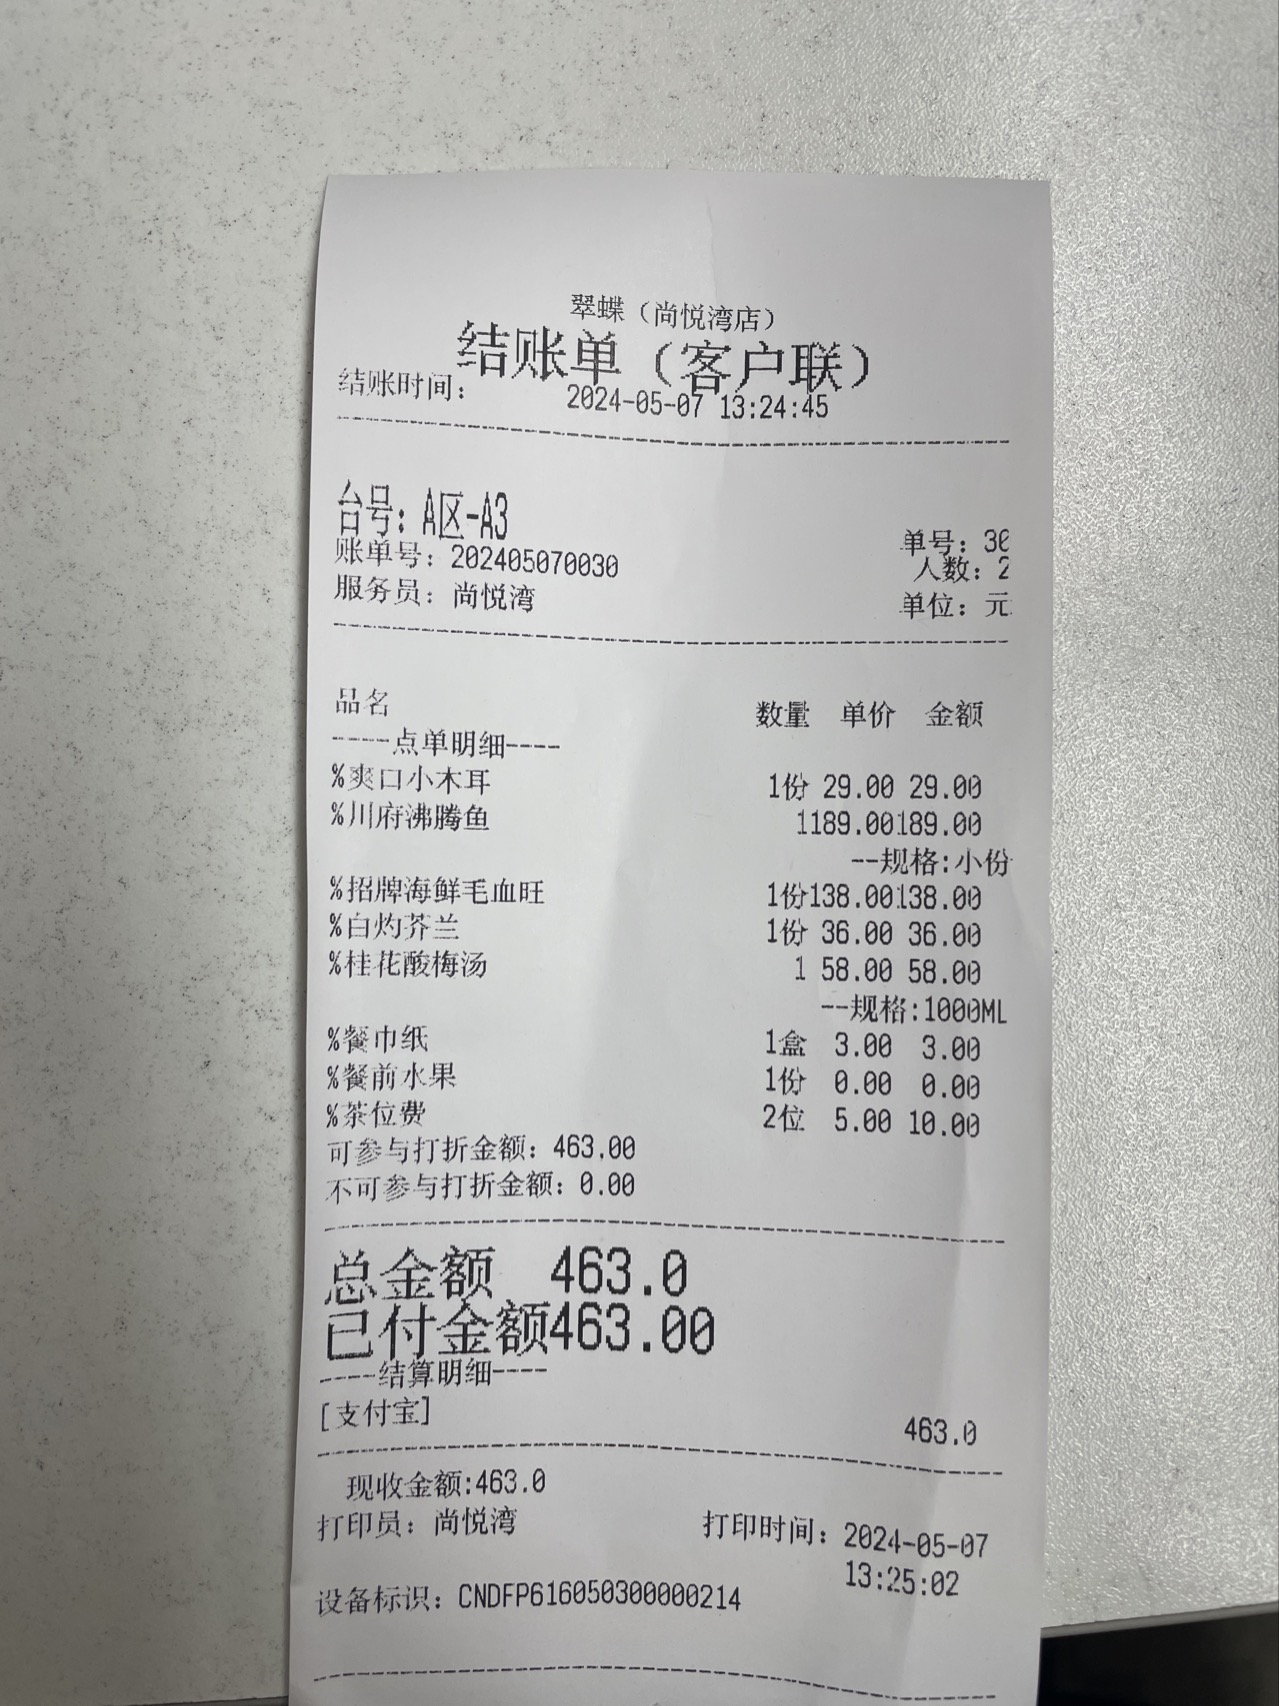 翠蝶（尚悦湾店）
结账单（客户联）
结账时间： 2024-05-07 13:24:45
台号：A区-A3
单号：30
账单号：202405070030
人数：2
服务员：尚悦湾
单位：元
品名 数量 单价 金额
----点单明细----
%爽口小木耳 1份 29.00 29.00
%川府沸腾鱼 1189.00189.00
--规格:小份
%招牌海鲜毛血旺 1份138.00138.00
%白灼芥兰 1份 36.00 36.00
%桂花酸梅汤 1 58.00 58.00
--规格:1000ML
%餐巾纸 1盒 3.00 3.00
%餐前水果 1份 0.00 0.00
%茶位费 2位 5.00 10.00
可参与打折金额：463.00
不可参与打折金额：0.00
总金额 463.0
已付金额463.00
----结算明细----
[支付宝] 463.0
现收金额:463.0
打印员：尚悦湾 打印时间：2024-05-07
13:25:02
设备标识：CNDFP616050300000214